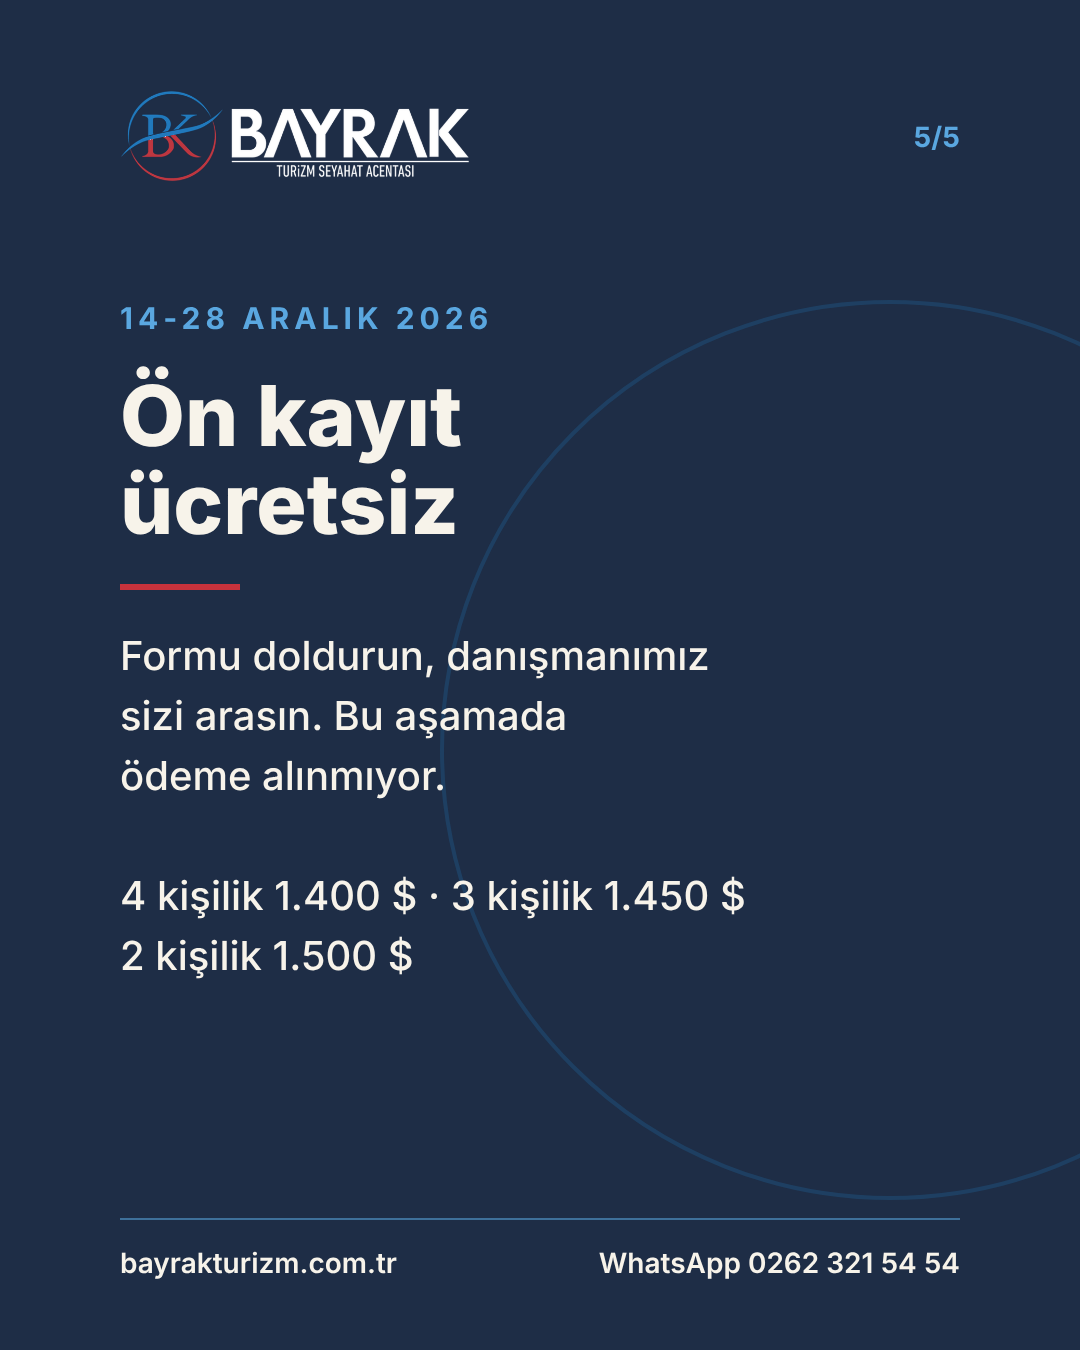 BK BAYRAK
TURİZM SEYAHAT ACENTASI
5/5
14-28 ARALIK 2026
Ön kayıt
ücretsiz
Formu doldurun, danışmanımız
sizi arasın. Bu aşamada
ödeme alınmıyor.
4 kişilik 1.400 $ · 3 kişilik 1.450 $
2 kişilik 1.500 $
bayrakturizm.com.tr
WhatsApp 0262 321 54 54